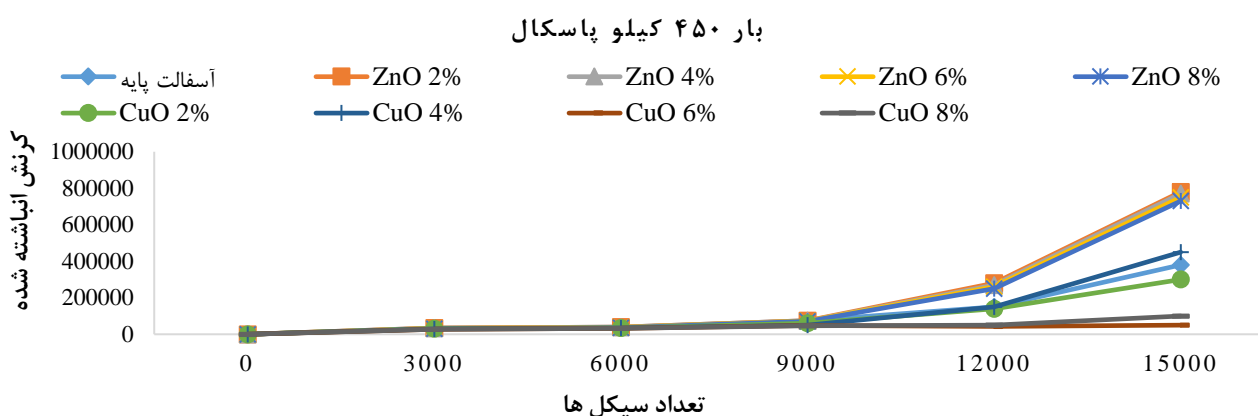 بار ۴۵۰ کیلو پاسکال
آسفالت پایه ZnO 2% ZnO 4% ZnO 6% ZnO 8%
CuO 2% CuO 4% CuO 6% CuO 8%
کرنش انباشته شده
1000000
800000
600000
400000
200000
0
0 3000 6000 9000 12000 15000
تعداد سیکل ها